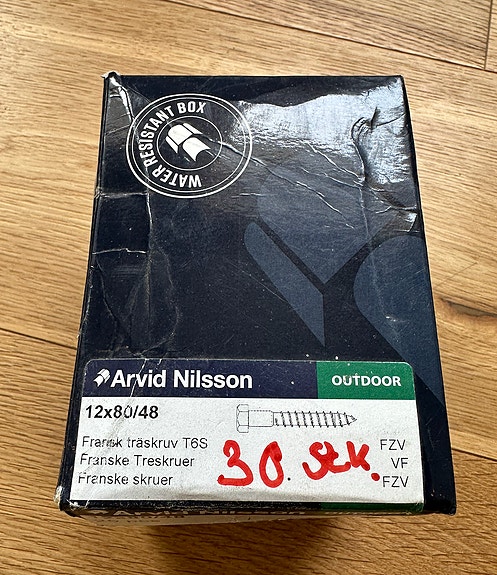 WATER RESISTANT BOX
Arvid Nilsson
OUTDOOR
12x80/48
Fransk träskruv T6S FZV
Franske Treskruer VF
Franske skruer FZV
30. Stk.